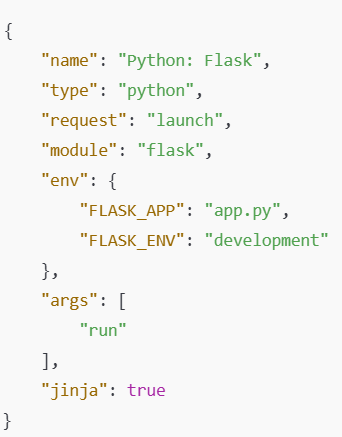 {
    "name": "Python: Flask",
    "type": "python",
    "request": "launch",
    "module": "flask",
    "env": {
        "FLASK_APP": "app.py",
        "FLASK_ENV": "development"
    },
    "args": [
        "run"
    ],
    "jinja": true
}